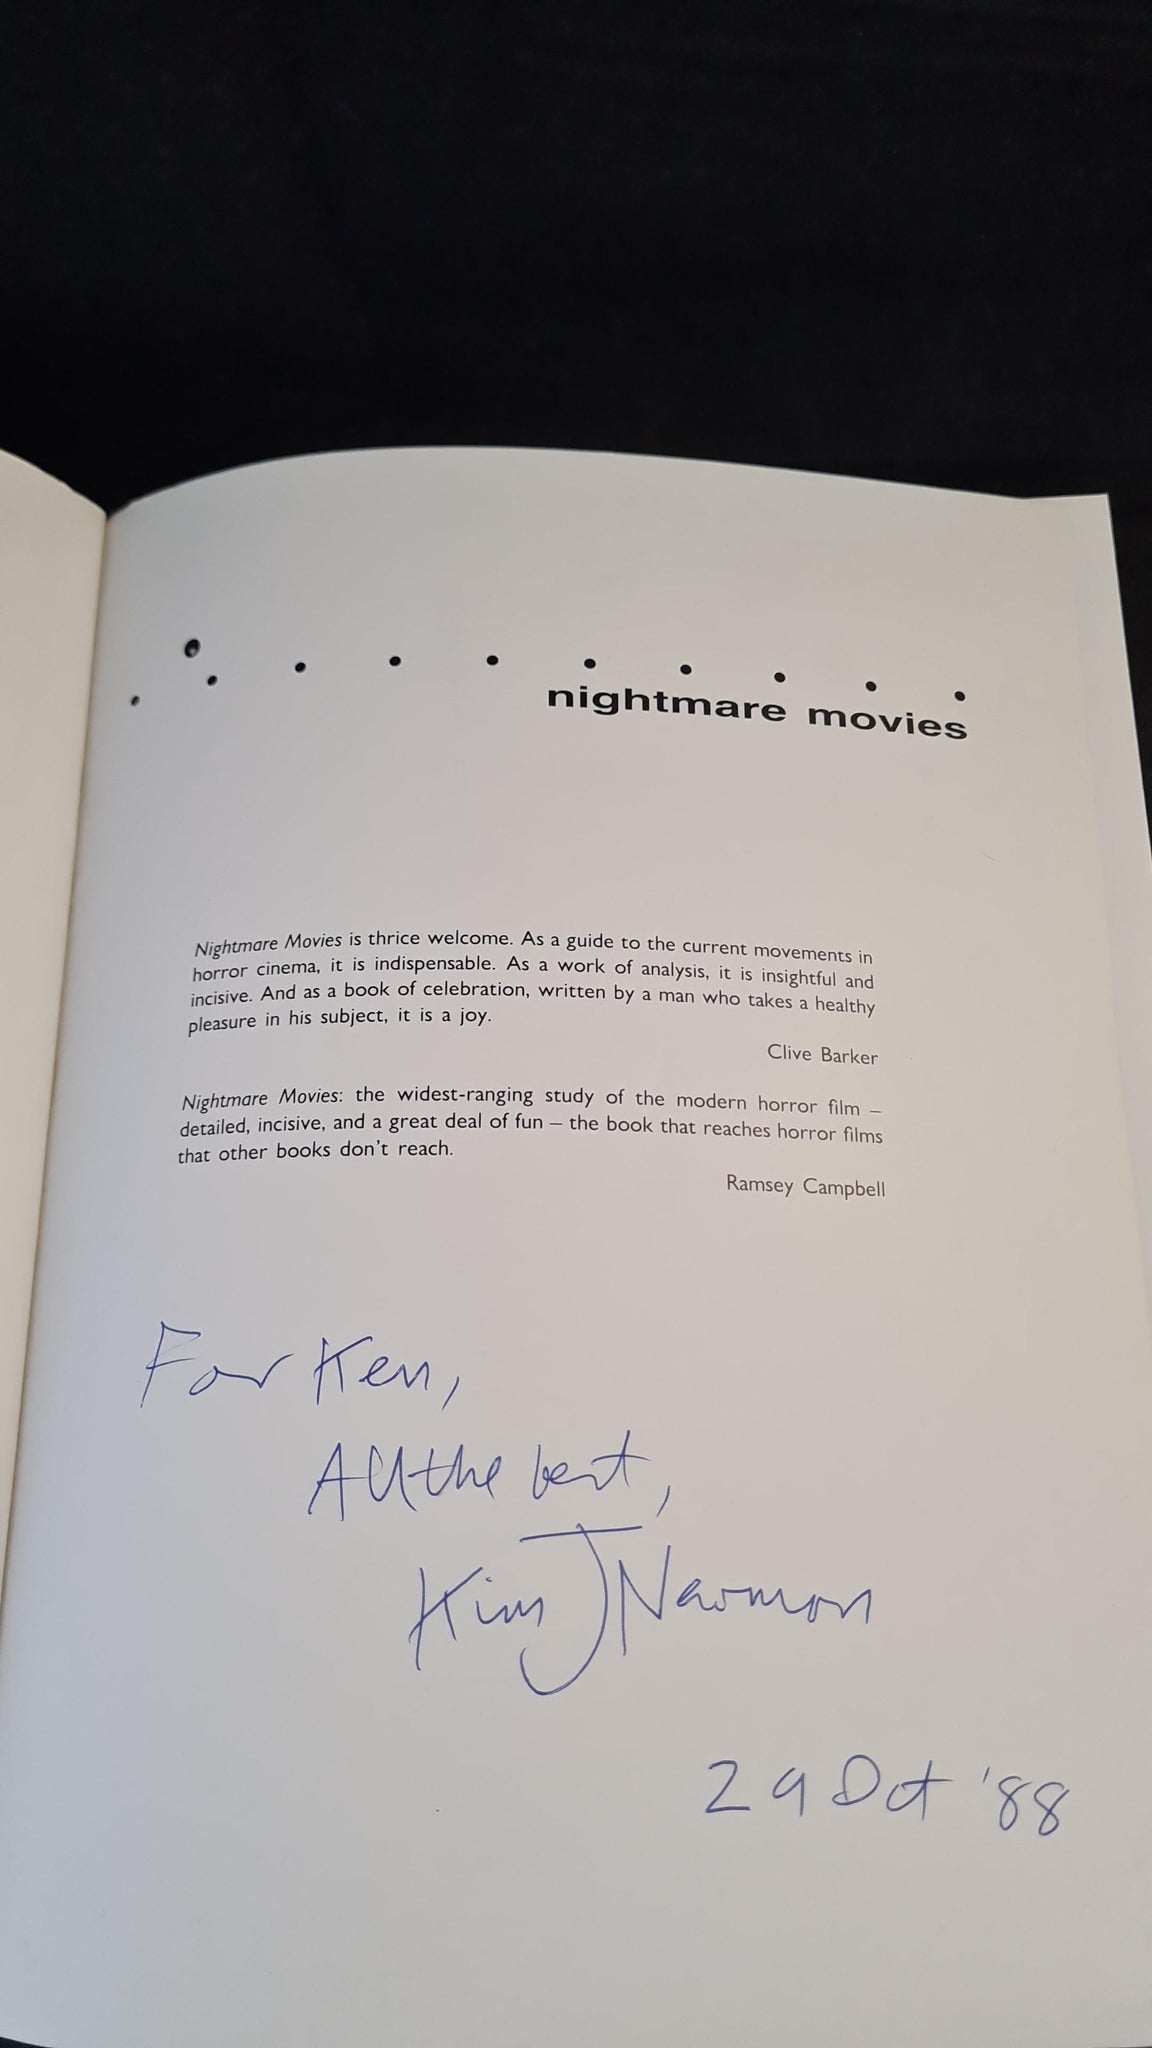 nightmare movies
Nightmare Movies is thrice welcome. As a guide to the current movements in
horror cinema, it is indispensable. As a work of analysis, it is insightful and
incisive. And as a book of celebration, written by a man who takes a healthy
pleasure in his subject, it is a joy.
Clive Barker
Nightmare Movies: the widest-ranging study of the modern horror film –
detailed, incisive, and a great deal of fun – the book that reaches horror films
that other books don't reach.
Ramsey Campbell
For Ken,
All the best,
Kim J Newman
29 Oct '88